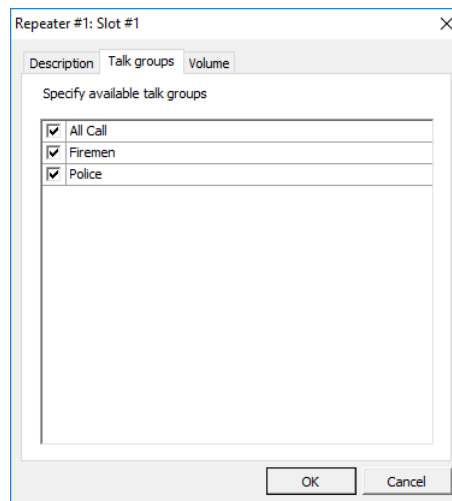 Repeater #1: Slot #1
Description Talk groups Volume
Specify available talk groups
All Call
Firemen
Police
OK Cancel